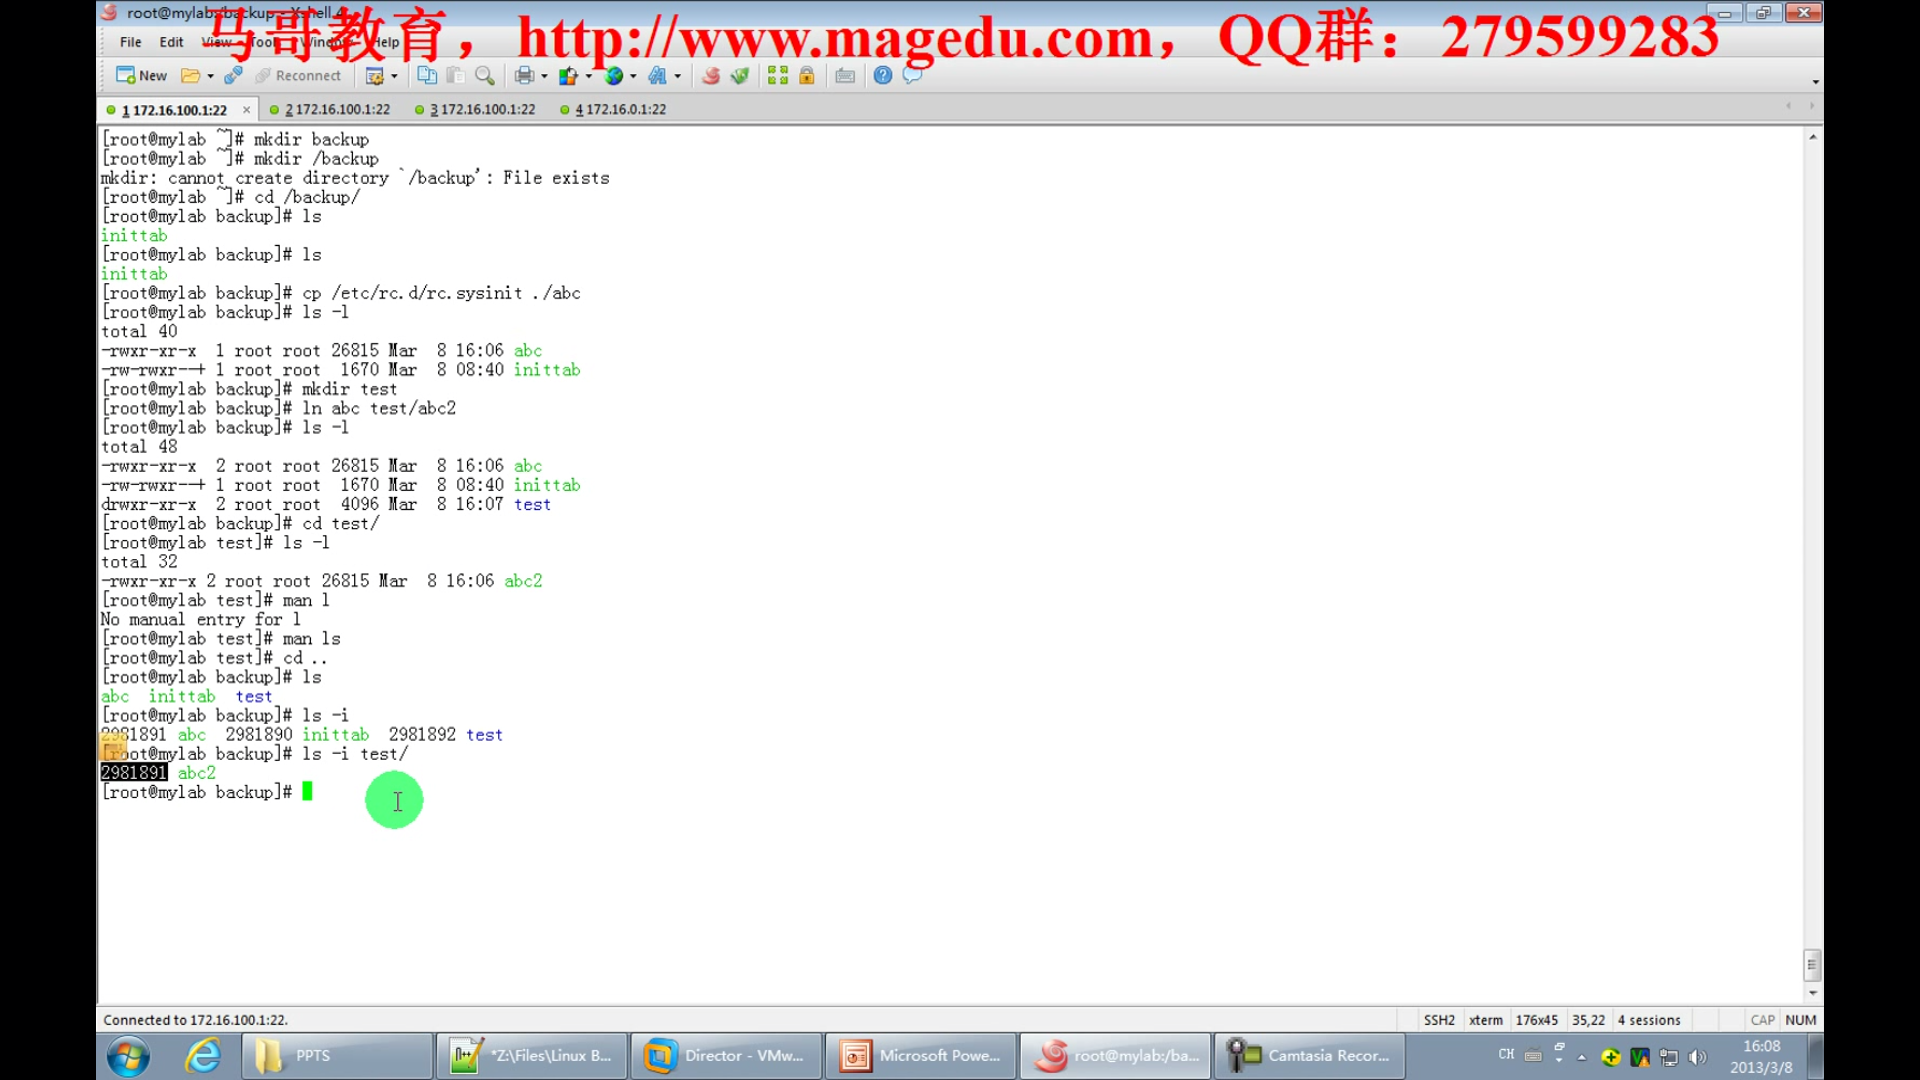 root@mylab:/backup - Xshell 4
马哥教育，http://www.magedu.com，QQ群：279599283
File Edit View Tools Window Help
New Reconnect
1 172.16.100.1:22 2 172.16.100.1:22 3 172.16.100.1:22 4 172.16.0.1:22
[root@mylab ~]# mkdir backup
[root@mylab ~]# mkdir /backup
mkdir: cannot create directory `/backup': File exists
[root@mylab ~]# cd /backup/
[root@mylab backup]# ls
inittab
[root@mylab backup]# ls
inittab
[root@mylab backup]# cp /etc/rc.d/rc.sysinit ./abc
[root@mylab backup]# ls -l
total 40
-rwxr-xr-x  1 root root 26815 Mar  8 16:06 abc
-rw-rwxr--+ 1 root root  1670 Mar  8 08:40 inittab
[root@mylab backup]# mkdir test
[root@mylab backup]# ln abc test/abc2
[root@mylab backup]# ls -l
total 48
-rwxr-xr-x  2 root root 26815 Mar  8 16:06 abc
-rw-rwxr--+ 1 root root  1670 Mar  8 08:40 inittab
drwxr-xr-x  2 root root  4096 Mar  8 16:07 test
[root@mylab backup]# cd test/
[root@mylab test]# ls -l
total 32
-rwxr-xr-x 2 root root 26815 Mar  8 16:06 abc2
[root@mylab test]# man l
No manual entry for l
[root@mylab test]# man ls
[root@mylab test]# cd ..
[root@mylab backup]# ls
abc  inittab  test
[root@mylab backup]# ls -i
2981891 abc  2981890 inittab  2981892 test
[root@mylab backup]# ls -i test/
2981891 abc2
[root@mylab backup]#
Connected to 172.16.100.1:22. SSH2 xterm 176x45 35,22 4 sessions CAP NUM
PPTS *Z:\Files\Linux B... Director - VMw... Microsoft Powe... root@mylab:/ba... Camtasia Recor... CH 16:08
2013/3/8